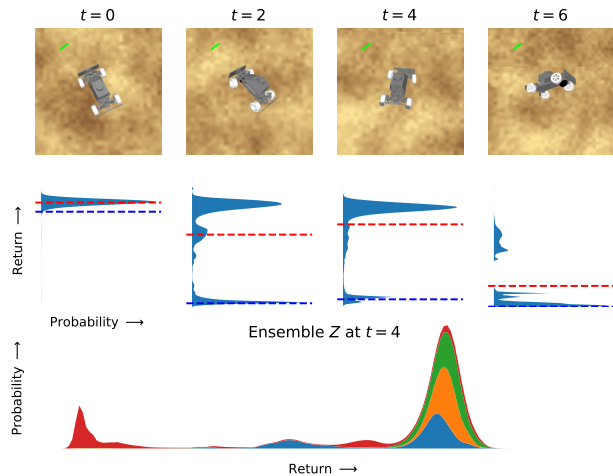 t = 0 t = 2 t = 4 t = 6
Return →
Probability →
Ensemble Z at t = 4
Probability →
Return →